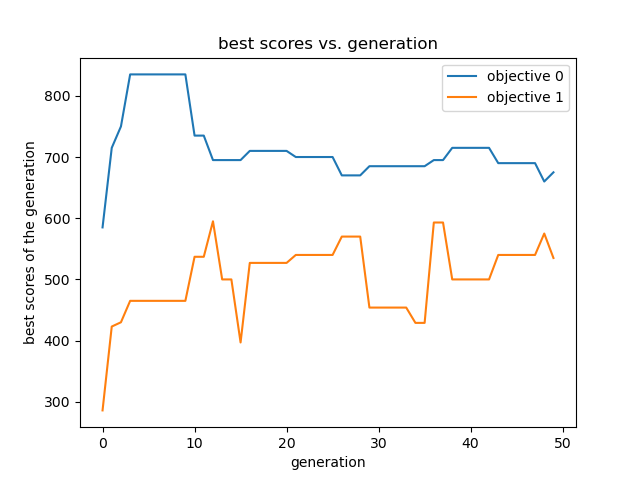 best scores vs. generation
objective 0
objective 1
best scores of the generation
800
700
600
500
400
300
0 10 20 30 40 50
generation